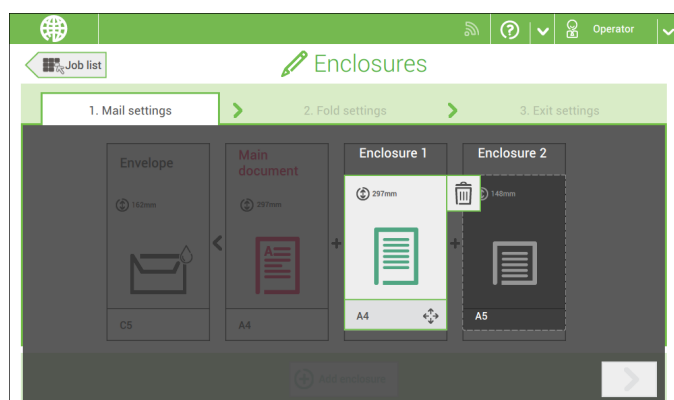 Operator
Job list
Enclosures
1. Mail settings
2. Fold settings
3. Exit settings
Envelope
162mm
C5
Main
document
297mm
A
A4
Enclosure 1
297mm
A4
Enclosure 2
148mm
A5
Add enclosure